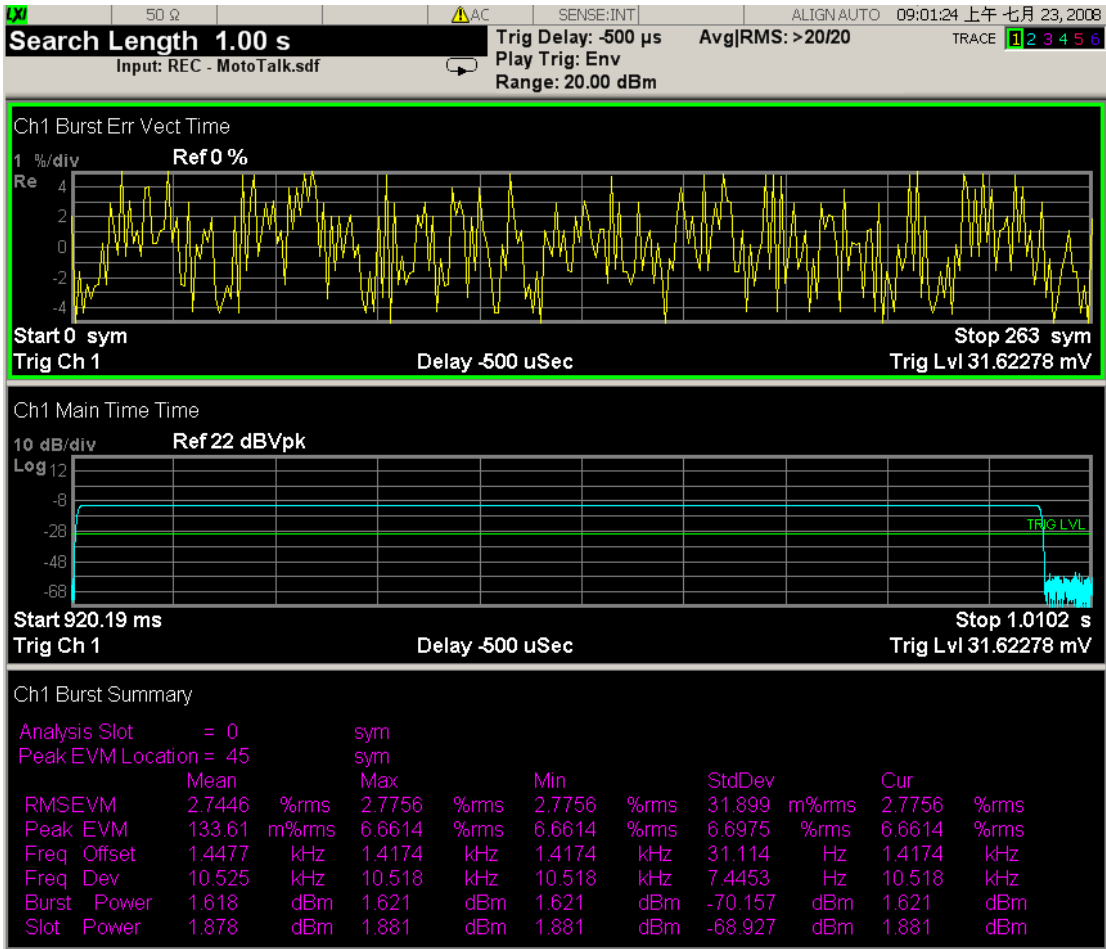 LXI 50 Ω AC SENSE:INT ALIGN AUTO 09:01:24 上午 七月 23, 2008
Search Length 1.00 s
Input: REC - MotoTalk.sdf
Trig Delay: -500 µs
Play Trig: Env
Range: 20.00 dBm
Avg|RMS: >20/20
TRACE 1 2 3 4 5 6
Ch1 Burst Err Vect Time
1 %/div Ref 0 %
Re 4
2
0
-2
-4
Start 0 sym Stop 263 sym
Trig Ch 1 Delay -500 uSec Trig Lvl 31.62278 mV
Ch1 Main Time Time
10 dB/div Ref 22 dBVpk
Log 12
-8
-28 TRIG LVL
-48
-68
Start 920.19 ms Stop 1.0102 s
Trig Ch 1 Delay -500 uSec Trig Lvl 31.62278 mV
Ch1 Burst Summary
Analysis Slot = 0 sym
Peak EVM Location = 45 sym
Mean Max Min StdDev Cur
RMSEVM 2.7446 %rms 2.7756 %rms 2.7756 %rms 31.899 m%rms 2.7756 %rms
Peak EVM 133.61 m%rms 6.6614 %rms 6.6614 %rms 6.6975 %rms 6.6614 %rms
Freq Offset 1.4477 kHz 1.4174 kHz 1.4174 kHz 31.114 Hz 1.4174 kHz
Freq Dev 10.525 kHz 10.518 kHz 10.518 kHz 7.4453 Hz 10.518 kHz
Burst Power 1.618 dBm 1.621 dBm 1.621 dBm -70.157 dBm 1.621 dBm
Slot Power 1.878 dBm 1.881 dBm 1.881 dBm -68.927 dBm 1.881 dBm